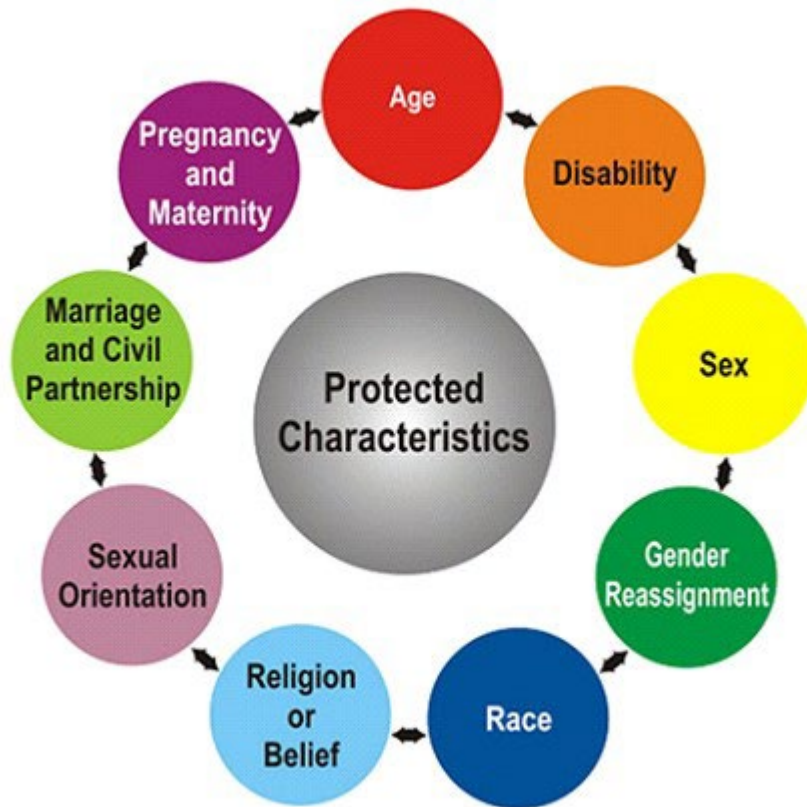 Protected
Characteristics
Age
Disability
Sex
Gender
Reassignment
Race
Religion
or
Belief
Sexual
Orientation
Marriage
and Civil
Partnership
Pregnancy
and
Maternity